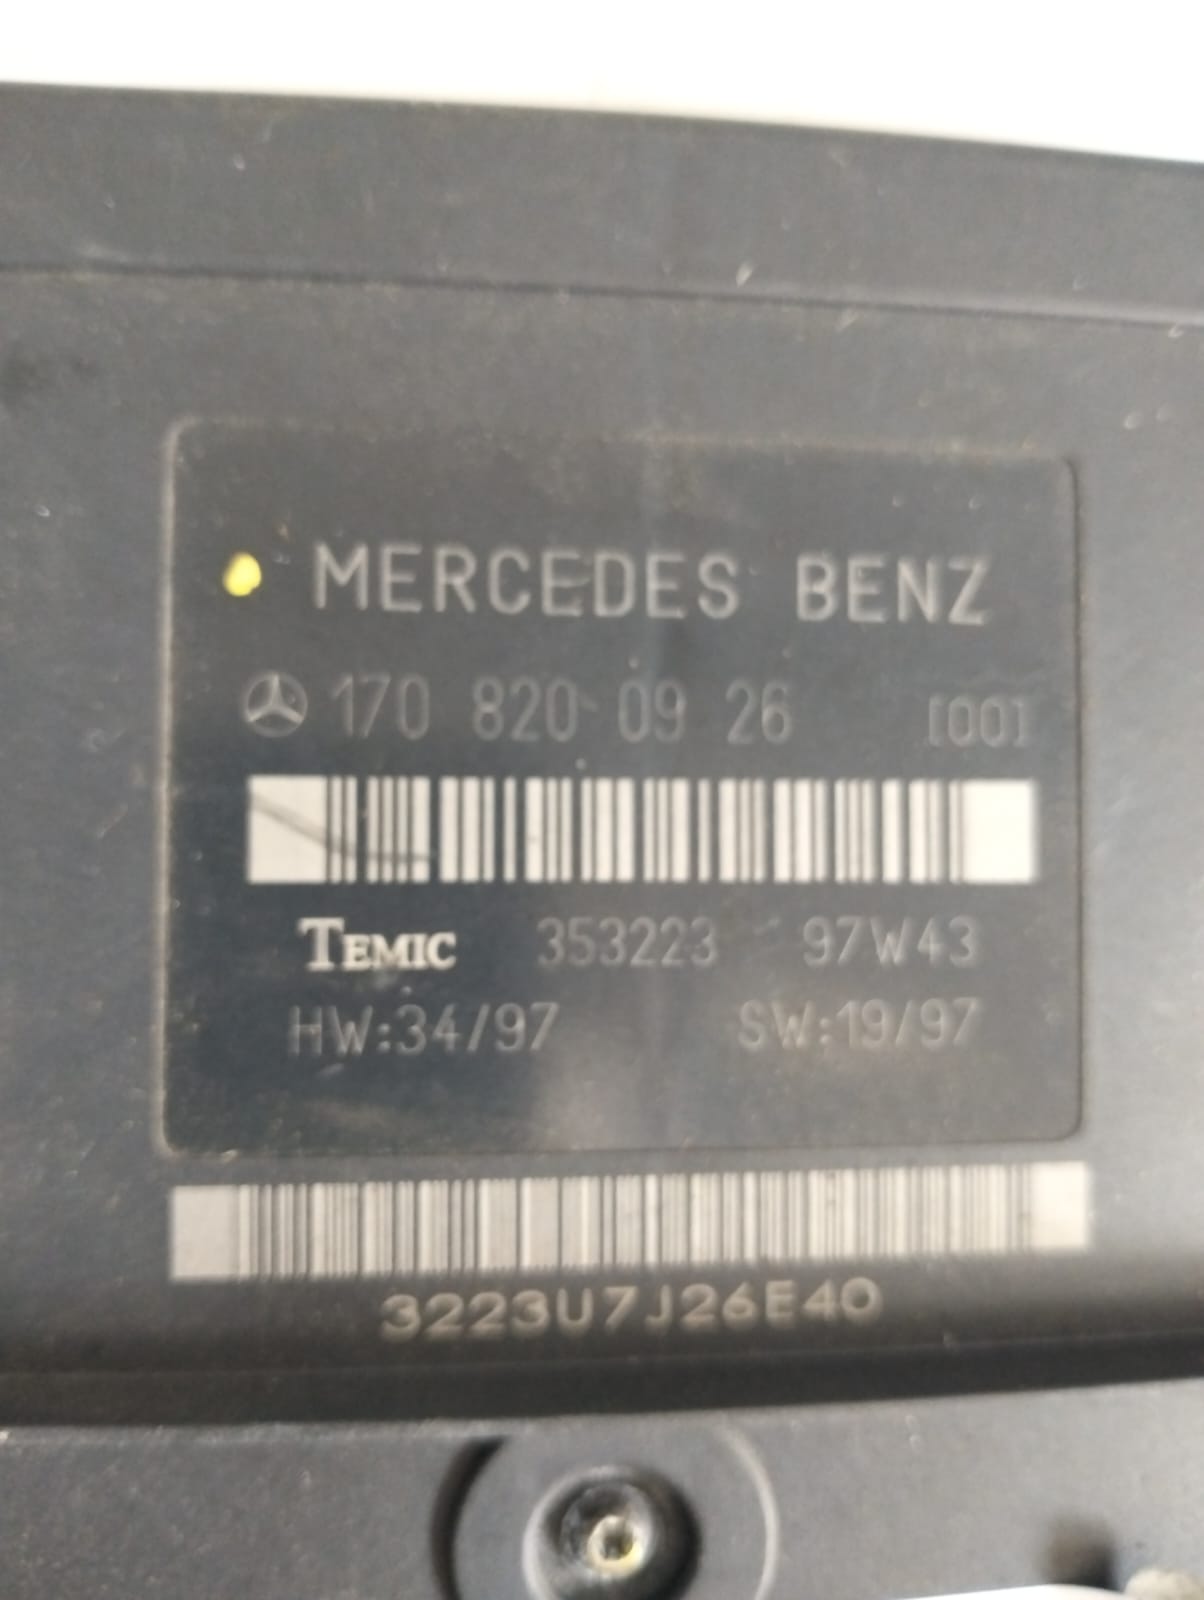 MERCEDES BENZ
170 820 09 26 [00]
TEMIC 353223 97W43
HW:34/97 SW:19/97
3223U7J26E40